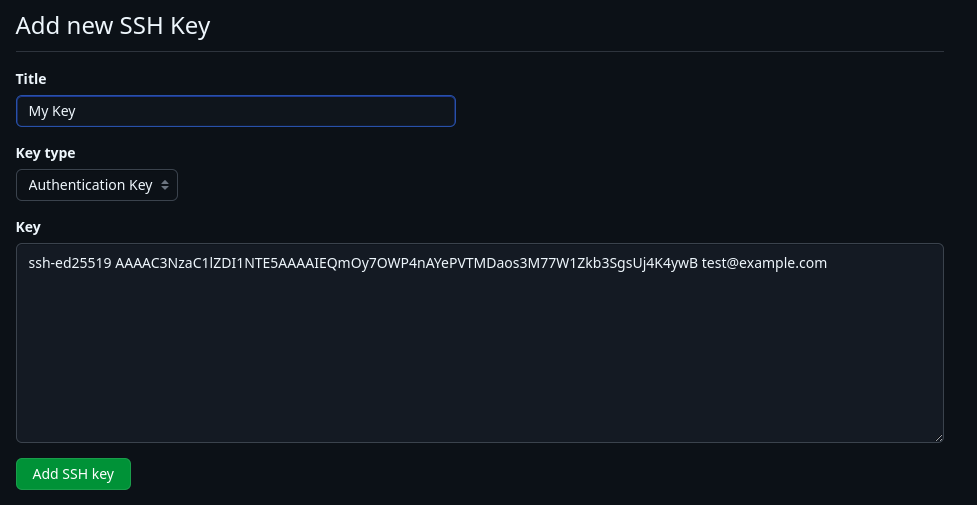 Add new SSH Key
Title
My Key
Key type
Authentication Key
Key
ssh-ed25519 AAAAC3NzaC1lZDI1NTE5AAAAIEQmOy7OWP4nAYePVTMDaos3M77W1Zkb3SgsUj4K4ywB test@example.com
Add SSH key